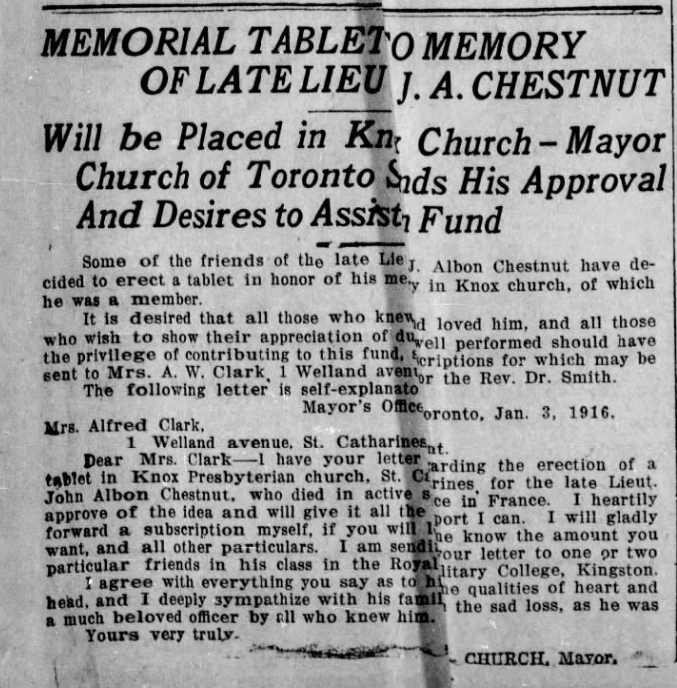 MEMORIAL TABLET O MEMORY
OF LATE LIEU J. A. CHESTNUT
Will be Placed in Kn Church – Mayor
Church of Toronto S nds His Approval
And Desires to Assist Fund
Some of the friends of the late Lie J. Albon Chestnut have de-
cided to erect a tablet in honor of his me y in Knox church, of which
he was a member.
It is desired that all those who knew d loved him, and all those
who wish to show their appreciation of du well performed should have
the privilege of contributing to this fund, s criptions for which may be
sent to Mrs. A. W. Clark, 1 Welland aven or the Rev. Dr. Smith.
The following letter is self-explanato
Mayor's Office oronto, Jan. 3, 1916.
Mrs. Alfred Clark,
1 Welland avenue, St. Catharines nt.
Dear Mrs. Clark—I have your letter arding the erection of a
tablet in Knox Presbyterian church, St. C rines, for the late Lieut.
John Albon Chestnut, who died in active s ce in France. I heartily
approve of the idea and will give it all the port I can. I will gladly
forward a subscription myself, if you will l e know the amount you
want, and all other particulars. I am sendi your letter to one or two
particular friends in his class in the Royal litary College, Kingston.
I agree with everything you say as to hi e qualities of heart and
head, and I deeply sympathize with his famil the sad loss, as he was
a much beloved officer by all who knew him.
Yours very truly.
CHURCH, Mayor.